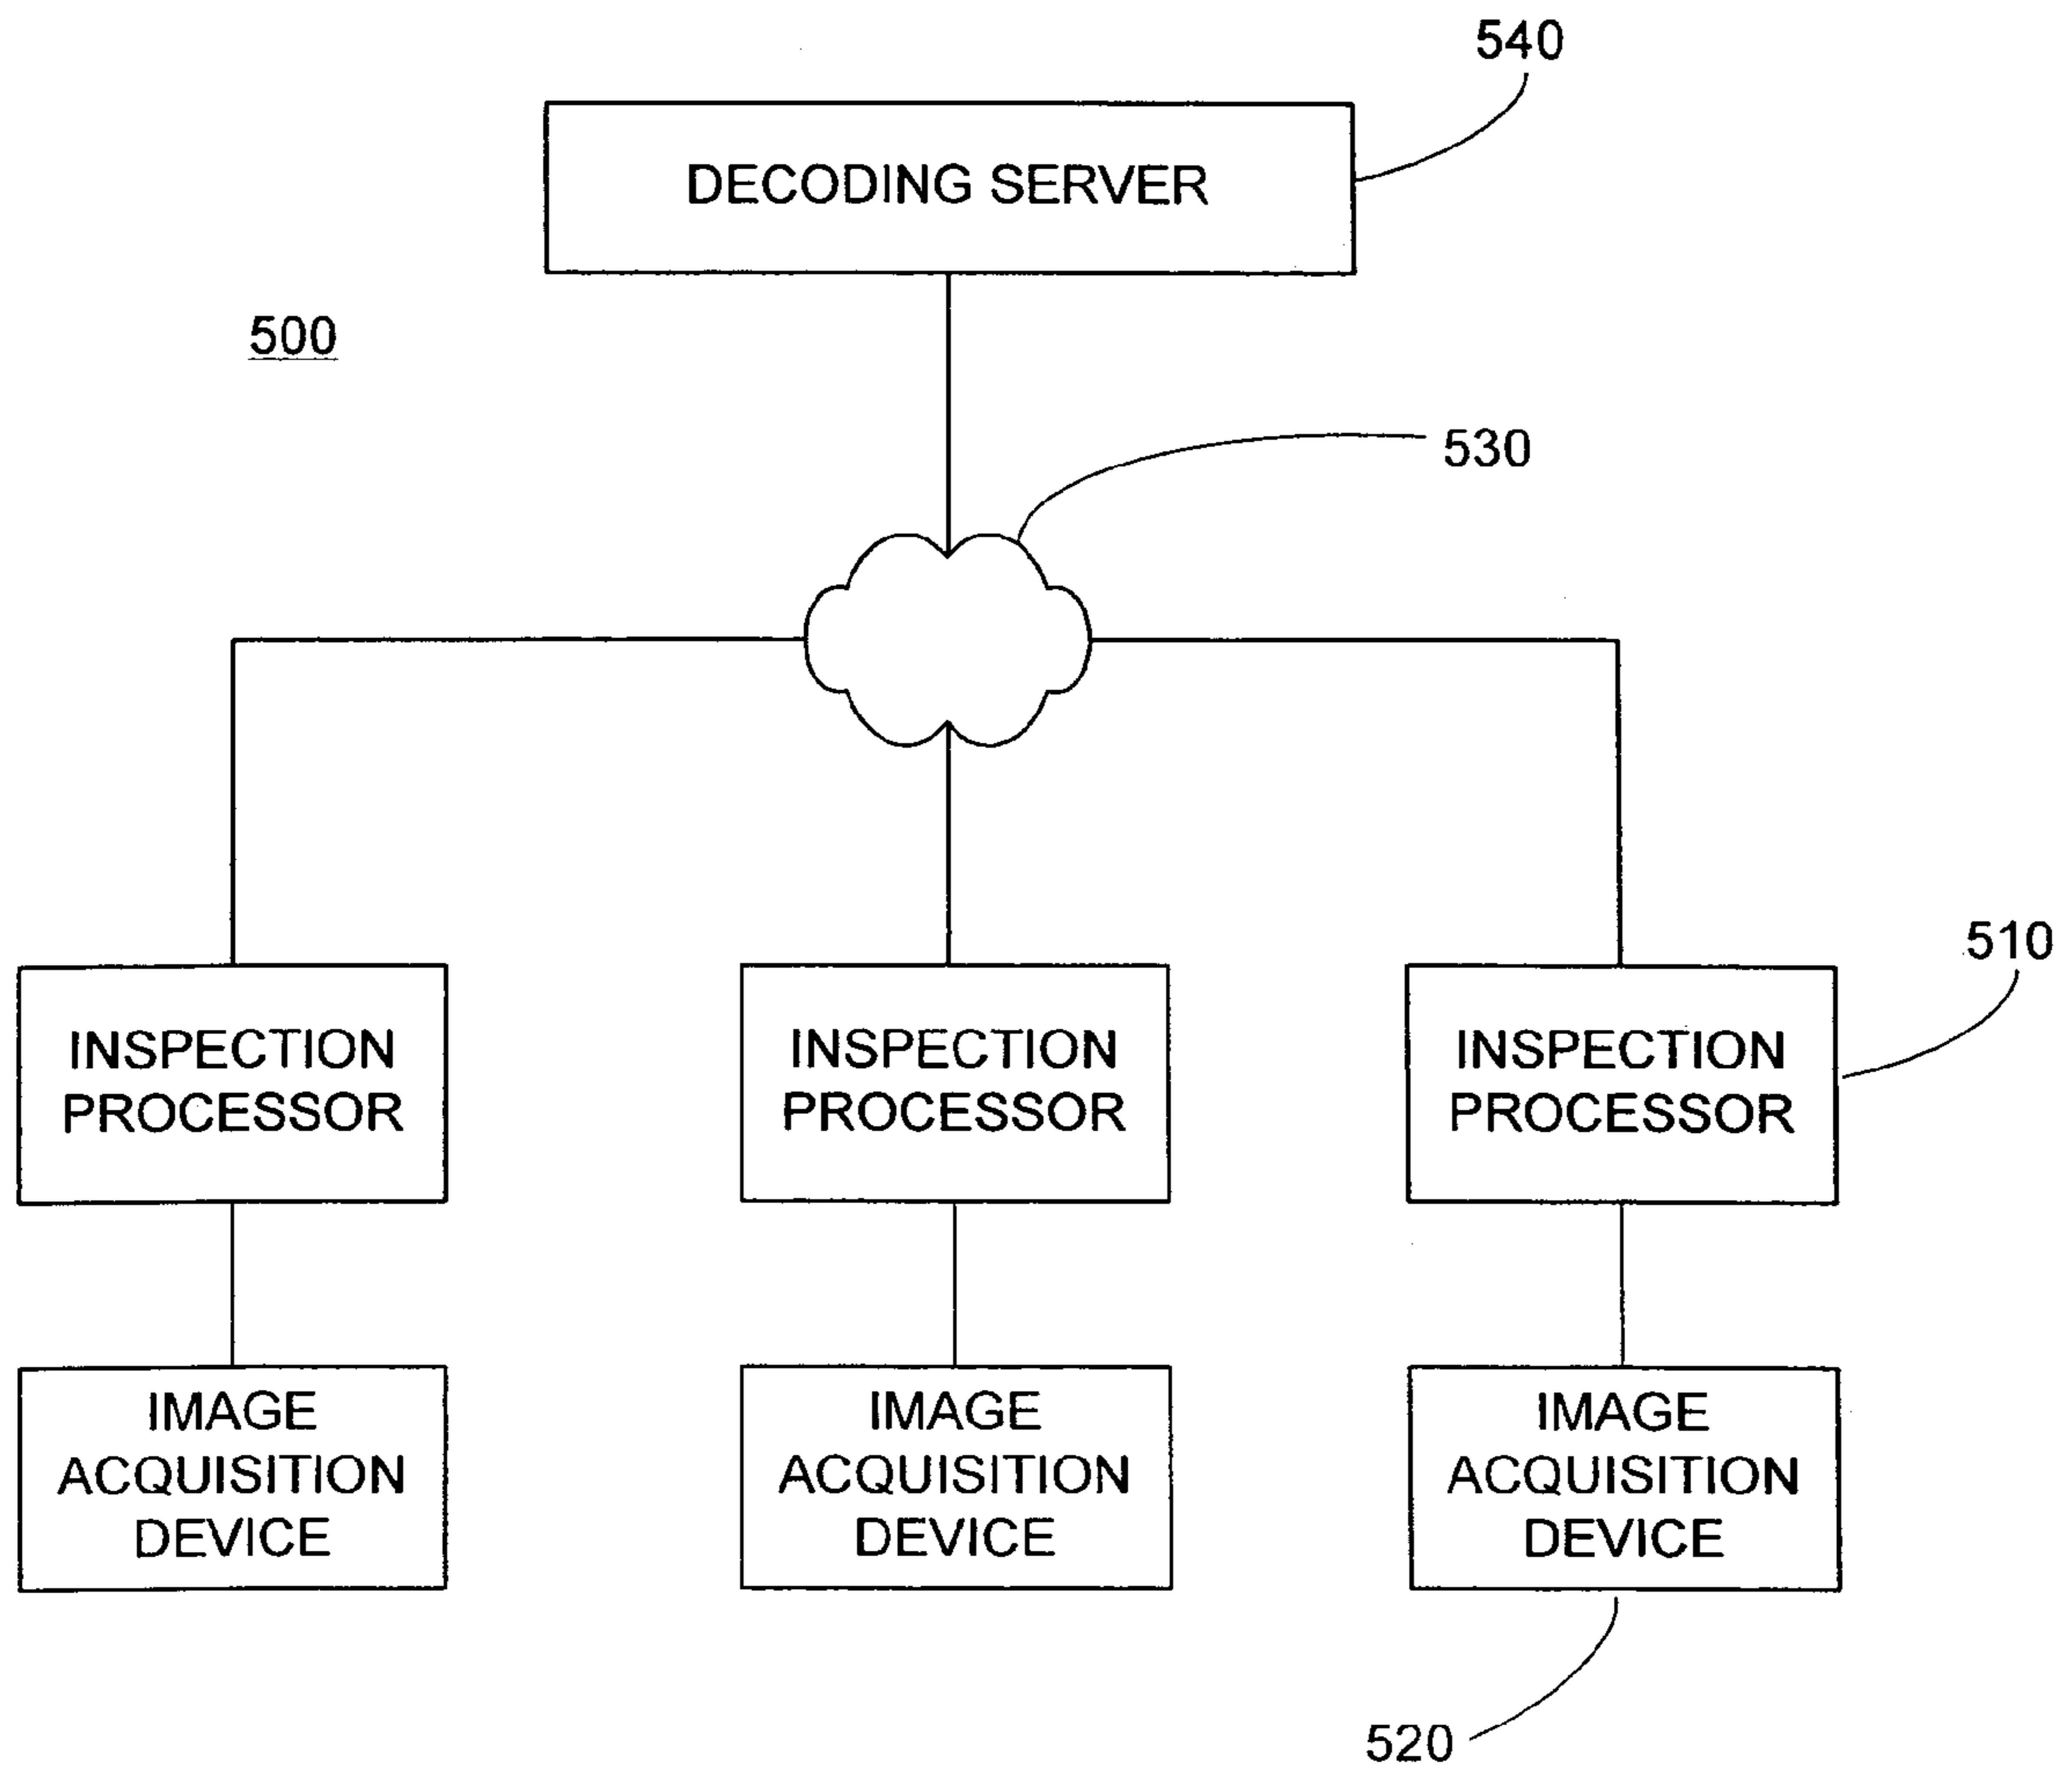 540
DECODING SERVER
500
530
510
INSPECTION
PROCESSOR
INSPECTION
PROCESSOR
INSPECTION
PROCESSOR
IMAGE
ACQUISITION
DEVICE
IMAGE
ACQUISITION
DEVICE
IMAGE
ACQUISITION
DEVICE
520